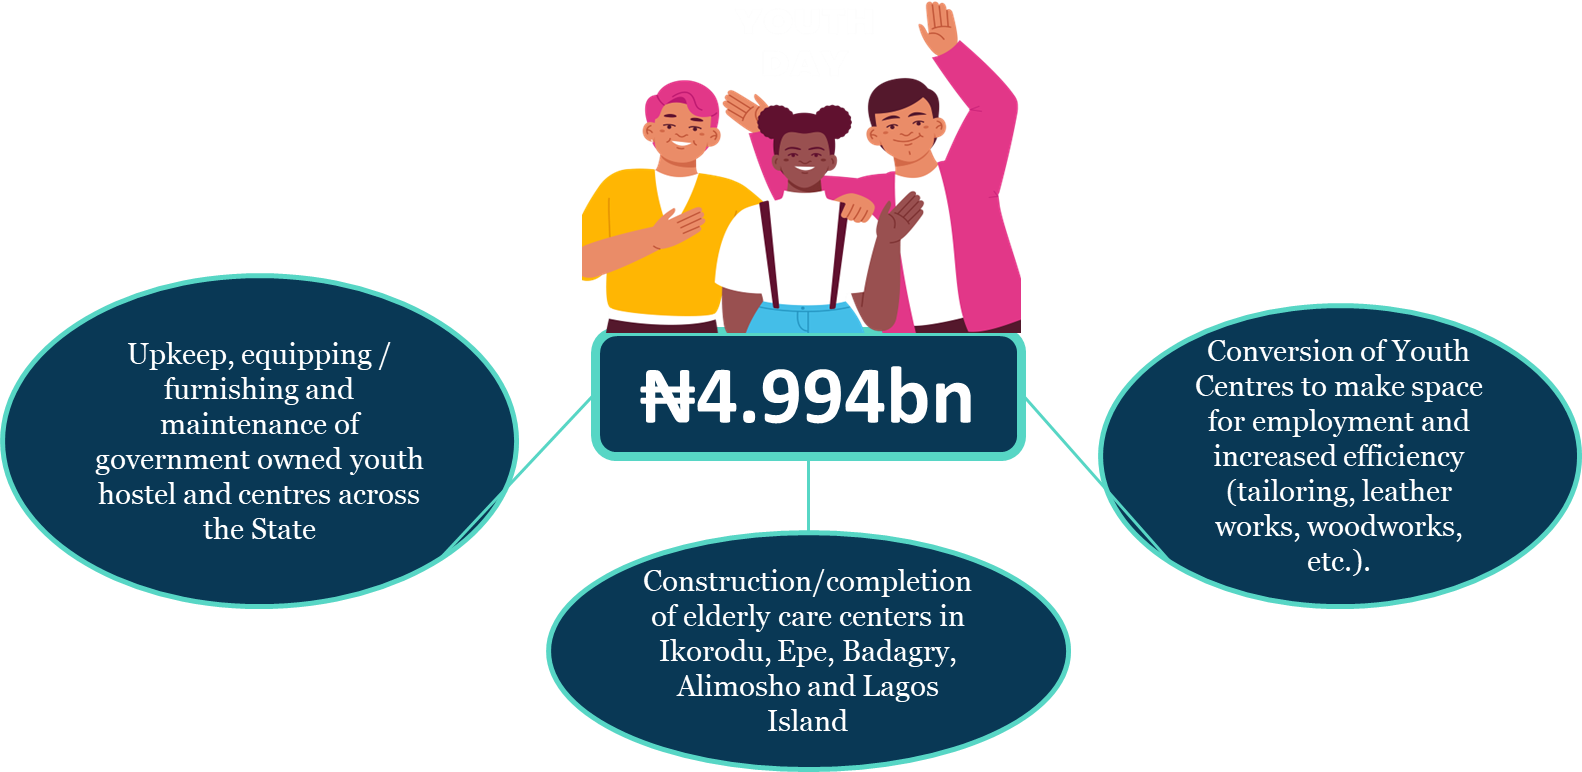 ₦4.994bn
Upkeep, equipping /
furnishing and
maintenance of
government owned youth
hostel and centres across
the State
Construction/completion
of elderly care centers in
Ikorodu, Epe, Badagry,
Alimosho and Lagos
Island
Conversion of Youth
Centres to make space
for employment and
increased efficiency
(tailoring, leather
works, woodworks,
etc.).